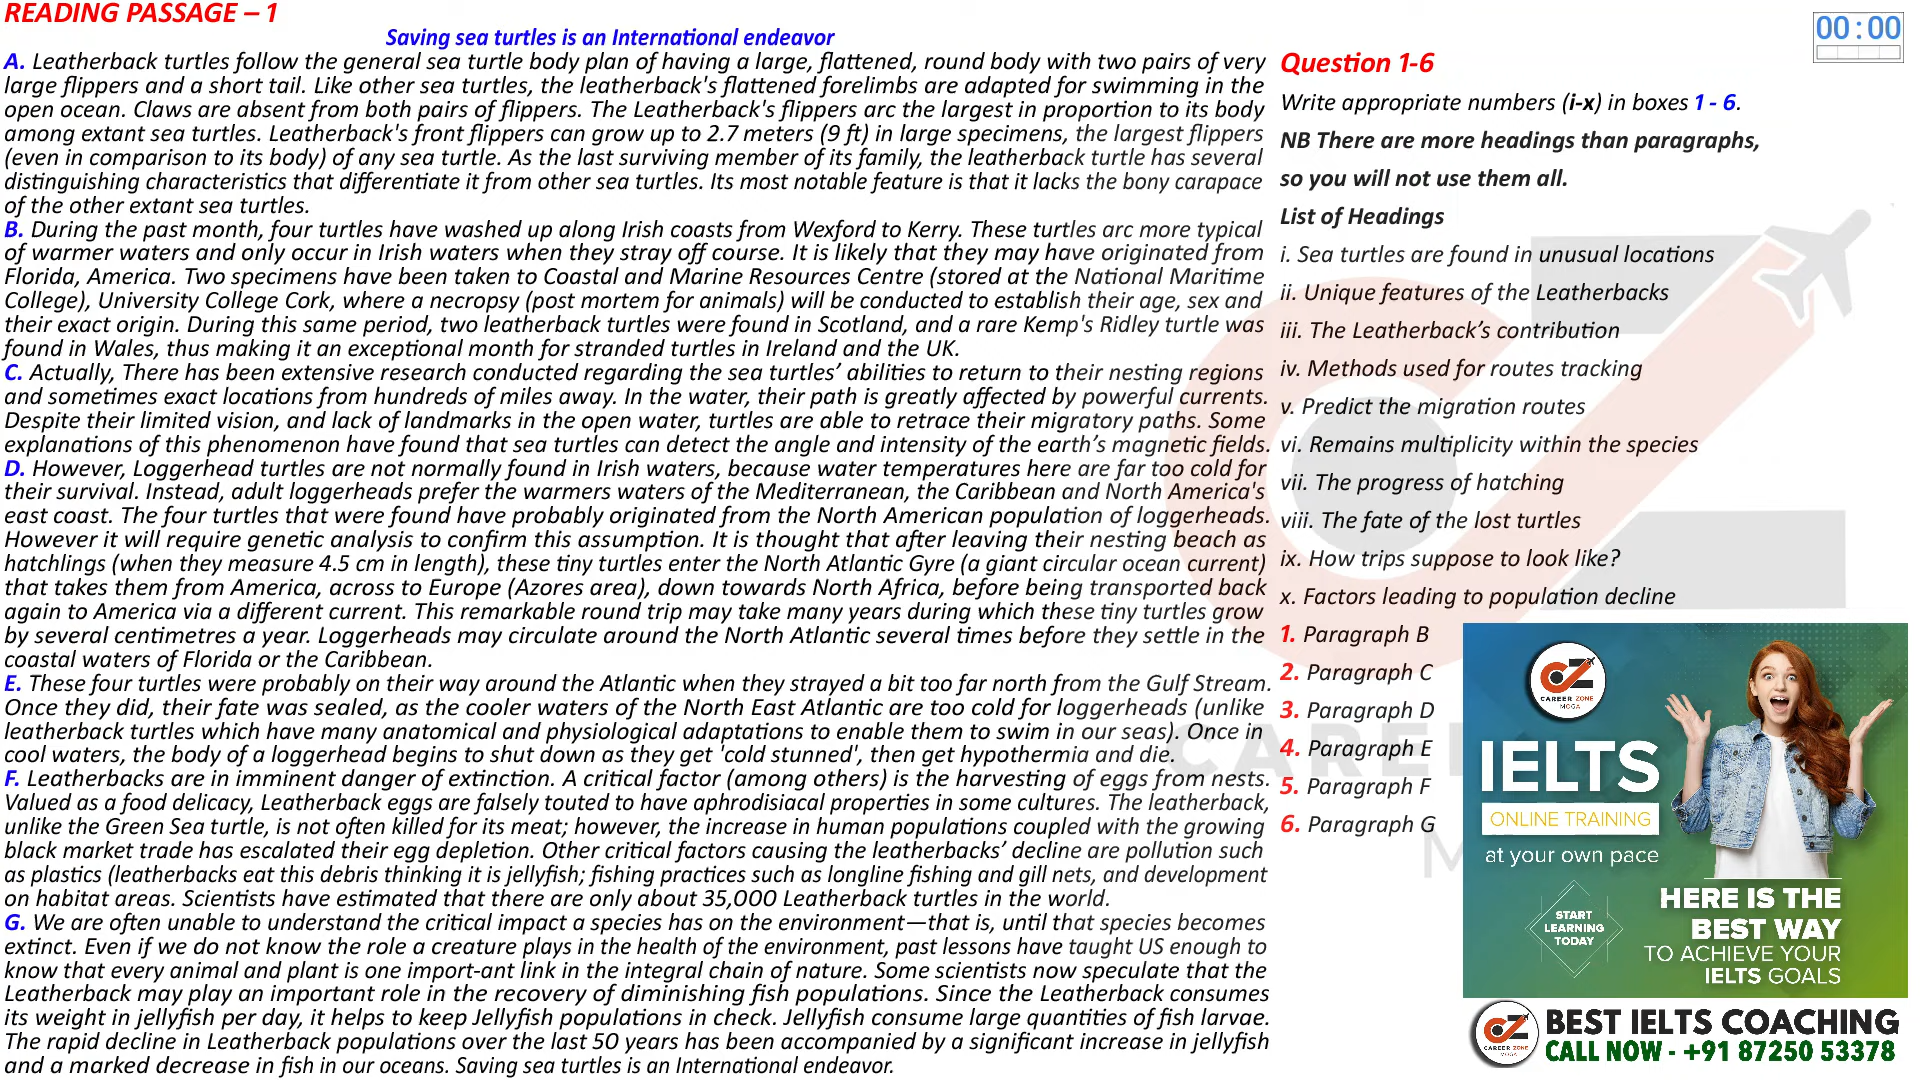 READING PASSAGE – 1
Saving sea turtles is an International endeavor
A. Leatherback turtles follow the general sea turtle body plan of having a large, flattened, round body with two pairs of very
large flippers and a short tail. Like other sea turtles, the leatherback's flattened forelimbs are adapted for swimming in the
open ocean. Claws are absent from both pairs of flippers. The Leatherback's flippers arc the largest in proportion to its body
among extant sea turtles. Leatherback's front flippers can grow up to 2.7 meters (9 ft) in large specimens, the largest flippers
(even in comparison to its body) of any sea turtle. As the last surviving member of its family, the leatherback turtle has several
distinguishing characteristics that differentiate it from other sea turtles. Its most notable feature is that it lacks the bony carapace
of the other extant sea turtles.
B. During the past month, four turtles have washed up along Irish coasts from Wexford to Kerry. These turtles arc more typical
of warmer waters and only occur in Irish waters when they stray off course. It is likely that they may have originated from
Florida, America. Two specimens have been taken to Coastal and Marine Resources Centre (stored at the National Maritime
College), University College Cork, where a necropsy (post mortem for animals) will be conducted to establish their age, sex and
their exact origin. During this same period, two leatherback turtles were found in Scotland, and a rare Kemp's Ridley turtle was
found in Wales, thus making it an exceptional month for stranded turtles in Ireland and the UK.
C. Actually, There has been extensive research conducted regarding the sea turtles’ abilities to return to their nesting regions
and sometimes exact locations from hundreds of miles away. In the water, their path is greatly affected by powerful currents.
Despite their limited vision, and lack of landmarks in the open water, turtles are able to retrace their migratory paths. Some
explanations of this phenomenon have found that sea turtles can detect the angle and intensity of the earth’s magnetic fields.
D. However, Loggerhead turtles are not normally found in Irish waters, because water temperatures here are far too cold for
their survival. Instead, adult loggerheads prefer the warmers waters of the Mediterranean, the Caribbean and North America's
east coast. The four turtles that were found have probably originated from the North American population of loggerheads.
However it will require genetic analysis to confirm this assumption. It is thought that after leaving their nesting beach as
hatchlings (when they measure 4.5 cm in length), these tiny turtles enter the North Atlantic Gyre (a giant circular ocean current)
that takes them from America, across to Europe (Azores area), down towards North Africa, before being transported back
again to America via a different current. This remarkable round trip may take many years during which these tiny turtles grow
by several centimetres a year. Loggerheads may circulate around the North Atlantic several times before they settle in the
coastal waters of Florida or the Caribbean.
E. These four turtles were probably on their way around the Atlantic when they strayed a bit too far north from the Gulf Stream.
Once they did, their fate was sealed, as the cooler waters of the North East Atlantic are too cold for loggerheads (unlike
leatherback turtles which have many anatomical and physiological adaptations to enable them to swim in our seas). Once in
cool waters, the body of a loggerhead begins to shut down as they get 'cold stunned', then get hypothermia and die.
F. Leatherbacks are in imminent danger of extinction. A critical factor (among others) is the harvesting of eggs from nests.
Valued as a food delicacy, Leatherback eggs are falsely touted to have aphrodisiacal properties in some cultures. The leatherback,
unlike the Green Sea turtle, is not often killed for its meat; however, the increase in human populations coupled with the growing
black market trade has escalated their egg depletion. Other critical factors causing the leatherbacks’ decline are pollution such
as plastics (leatherbacks eat this debris thinking it is jellyfish; fishing practices such as longline fishing and gill nets, and development
on habitat areas. Scientists have estimated that there are only about 35,000 Leatherback turtles in the world.
G. We are often unable to understand the critical impact a species has on the environment—that is, until that species becomes
extinct. Even if we do not know the role a creature plays in the health of the environment, past lessons have taught US enough to
know that every animal and plant is one import-ant link in the integral chain of nature. Some scientists now speculate that the
Leatherback may play an important role in the recovery of diminishing fish populations. Since the Leatherback consumes
its weight in jellyfish per day, it helps to keep Jellyfish populations in check. Jellyfish consume large quantities of fish larvae.
The rapid decline in Leatherback populations over the last 50 years has been accompanied by a significant increase in jellyfish
and a marked decrease in fish in our oceans. Saving sea turtles is an International endeavor.
00:00
Question 1-6
Write appropriate numbers (i-x) in boxes 1 - 6.
NB There are more headings than paragraphs,
so you will not use them all.
List of Headings
i. Sea turtles are found in unusual locations
ii. Unique features of the Leatherbacks
iii. The Leatherback’s contribution
iv. Methods used for routes tracking
v. Predict the migration routes
vi. Remains multiplicity within the species
vii. The progress of hatching
viii. The fate of the lost turtles
ix. How trips suppose to look like?
x. Factors leading to population decline
1. Paragraph B
2. Paragraph C
3. Paragraph D
4. Paragraph E
5. Paragraph F
6. Paragraph G
CAREER ZONE
MOGA
IELTS
ONLINE TRAINING
at your own pace
START
LEARNING
TODAY
HERE IS THE
BEST WAY
TO ACHIEVE YOUR
IELTS GOALS
CAREER ZONE
MOGA
BEST IELTS COACHING
CALL NOW - +91 87250 53378